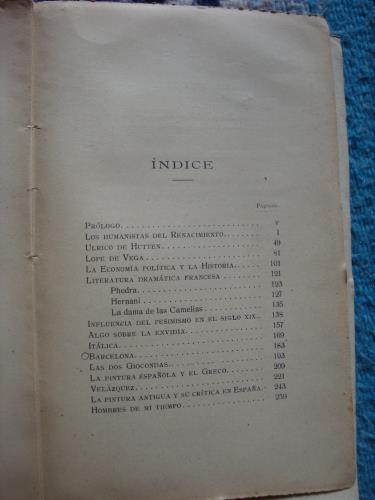 ÍNDICE
Páginas.
PRÓLOGO. V
LOS HUMANISTAS DEL RENACIMIENTO. 1
ULRICO DE HUTTEN 49
LOPE DE VEGA 81
LA ECONOMÍA POLÍTICA Y LA HISTORIA. 101
LITERATURA DRAMÁTICA FRANCESA 121
Phedra. 123
Hernani 127
La dama de las Camelias 135
INFLUENCIA DEL PESIMISMO EN EL SIGLO XIX. 138
ALGO SOBRE LA ENVIDIA. 157
ITÁLICA. 169
BARCELONA. 183
LAS DOS GIOCONDAS. 193
LA PINTURA ESPAÑOLA Y EL GRECO. 209
VELÁZQUEZ. 221
LA PINTURA ANTIGUA Y SU CRÍTICA EN ESPAÑA. 243
HOMBRES DE MI TIEMPO 259